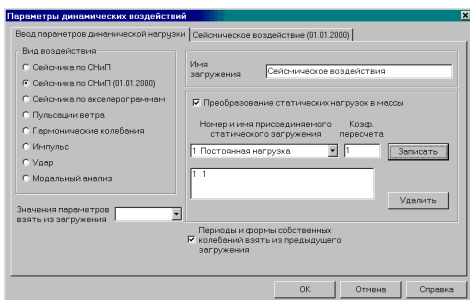 Параметры динамических воздействий
Ввод параметров динамической нагрузки
Сейсмическое воздействие (01.01.2000)
Вид воздействия
Сейсмика по СНиП
Сейсмика по СНиП (01.01.2000)
Сейсмика по акселерограммам
Пульсации ветра
Гармонические колебания
Импульс
Удар
Модальный анализ
Значения параметров
взять из загружения
Имя
загружения
Сейсмическое воздействия
Преобразование статических нагрузок в массы
Номер и имя присоединяемого
статического загружения
Коэф.
пересчета
1 Постоянная нагрузка
1
Записать
1 1
Удалить
Периоды и формы собственных
колебаний взять из предыдущего
загружения
OK
Отмена
Справка